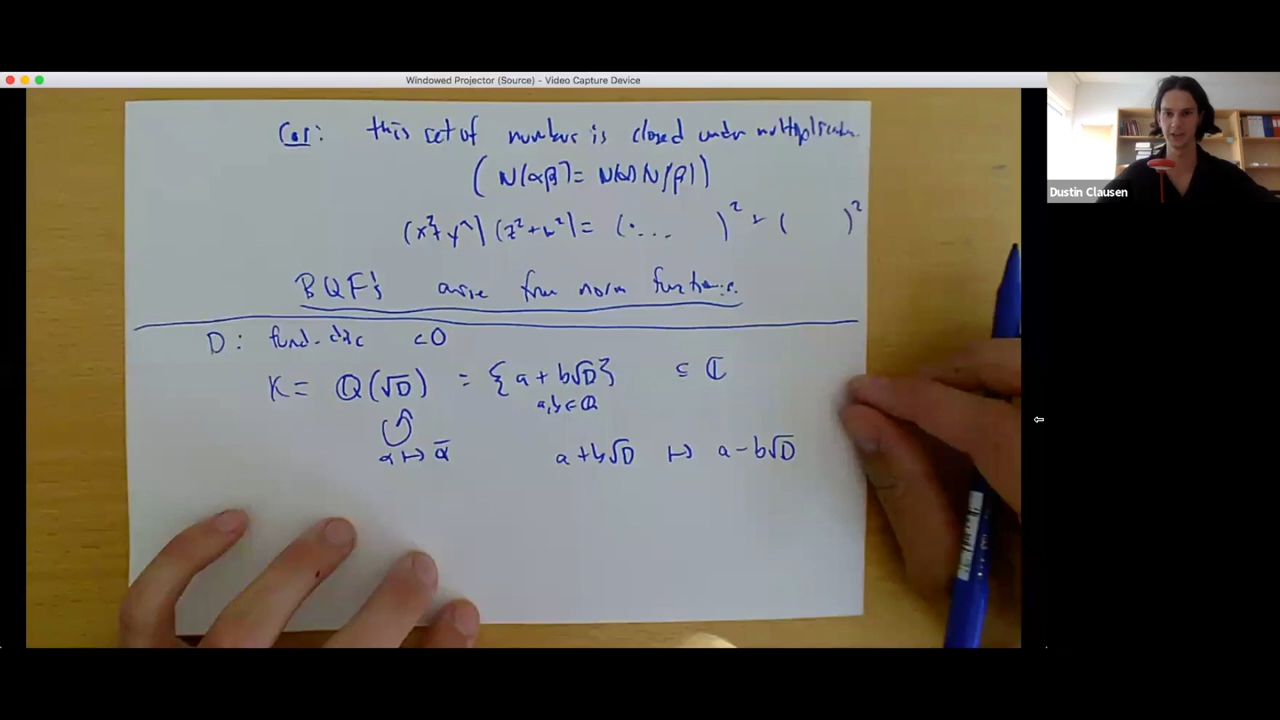 Windowed Projector (Source) - Video Capture Device
Dustin Clausen
Cor: this set of numbers is closed under multiplication.
( N(αβ) = N(α) N(β) )
(x²+y²)(z²+w²) = (.... )² + ( )²
BQF's arise from norm functions.
D: fund. disc <0
K = ℚ(√D) = {a + b√D} ⊆ ℂ
a,b ∈ ℚ
α ↦ ᾱ a + b√D ↦ a - b√D